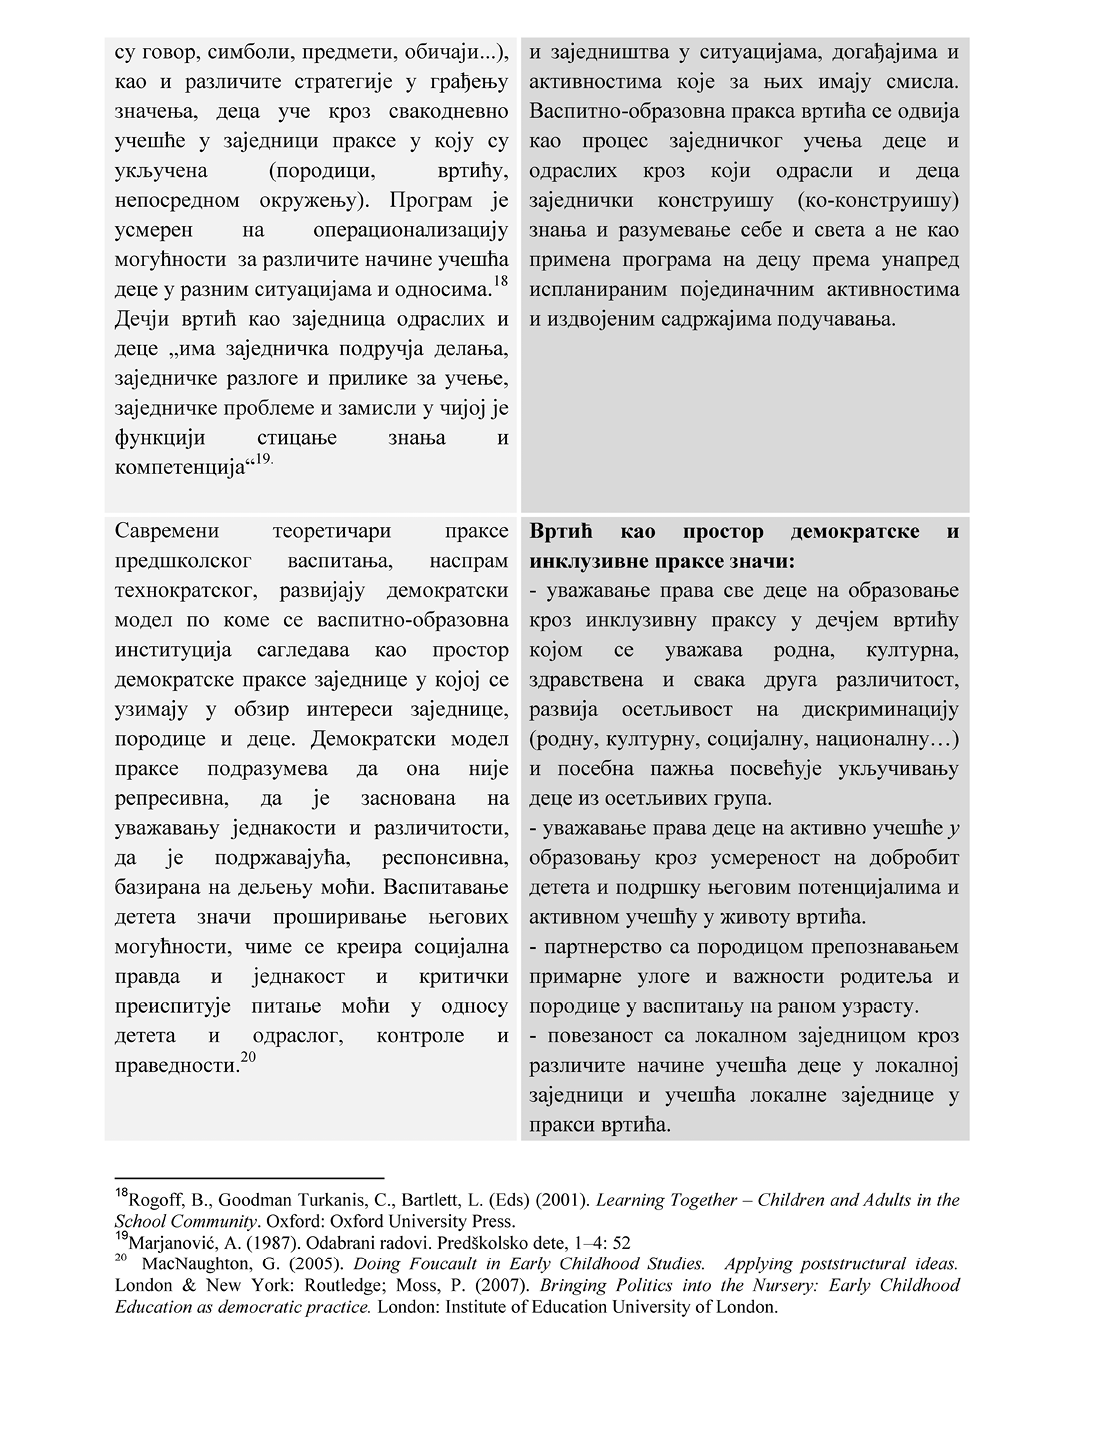 су говор, симболи, предмети, обичаји...),
као и различите стратегије у грађењу
значења, деца уче кроз свакодневно
учешће у заједници праксе у коју су
укључена (породици, вртићу,
непосредном окружењу). Програм је
усмерен на операционализацију
могућности за различите начине учешћа
деце у разним ситуацијама и односима.18
Дечји вртић као заједница одраслих и
деце „има заједничка подручја делања,
заједничке разлоге и прилике за учење,
заједничке проблеме и замисли у чијој је
функцији стицање знања и
компетенција“19.
и заједништва у ситуацијама, догађајима и
активностима које за њих имају смисла.
Васпитно-образовна пракса вртића се одвија
као процес заједничког учења деце и
одраслих кроз који одрасли и деца
заједнички конструишу (ко-конструишу)
знања и разумевање себе и света а не као
примена програма на децу према унапред
испланираним појединачним активностима
и издвојеним садржајима подучавања.
Савремени теоретичари праксе
предшколског васпитања, наспрам
технократског, развијају демократски
модел по коме се васпитно-образовна
институција сагледава као простор
демократске праксе заједнице у којој се
узимају у обзир интереси заједнице,
породице и деце. Демократски модел
праксе подразумева да она није
репресивна, да је заснована на
уважавању једнакости и различитости,
да је подржавајућа, респонсивна,
базирана на дељењу моћи. Васпитавање
детета значи проширивање његових
могућности, чиме се креира социјална
правда и једнакост и критички
преиспитује питање моћи у односу
детета и одраслог, контроле и
праведности.20
Вртић као простор демократске и
инклузивне праксе значи:
- уважавање права све деце на образовање
кроз инклузивну праксу у дечјем вртићу
којом се уважава родна, културна,
здравствена и свака друга различитост,
развија осетљивост на дискриминацију
(родну, културну, социјалну, националну…)
и посебна пажња посвећује укључивању
деце из осетљивих група.
- уважавање права деце на активно учешће у
образовању кроз усмереност на добробит
детета и подршку његовим потенцијалима и
активном учешћу у животу вртића.
- партнерство са породицом препознавањем
примарне улоге и важности родитеља и
породице у васпитању на раном узрасту.
- повезаност са локалном заједницом кроз
различите начине учешћа деце у локалној
заједници и учешћа локалне заједнице у
пракси вртића.
18Rogoff, B., Goodman Turkanis, C., Bartlett, L. (Eds) (2001). Learning Together – Children and Adults in the
School Community. Oxford: Oxford University Press.
19Marjanović, A. (1987). Odabrani radovi. Predškolsko dete, 1–4: 52
20 MacNaughton, G. (2005). Doing Foucault in Early Childhood Studies. Applying poststructural ideas.
London & New York: Routledge; Moss, P. (2007). Bringing Politics into the Nursery: Early Childhood
Education as democratic practice. London: Institute of Education University of London.